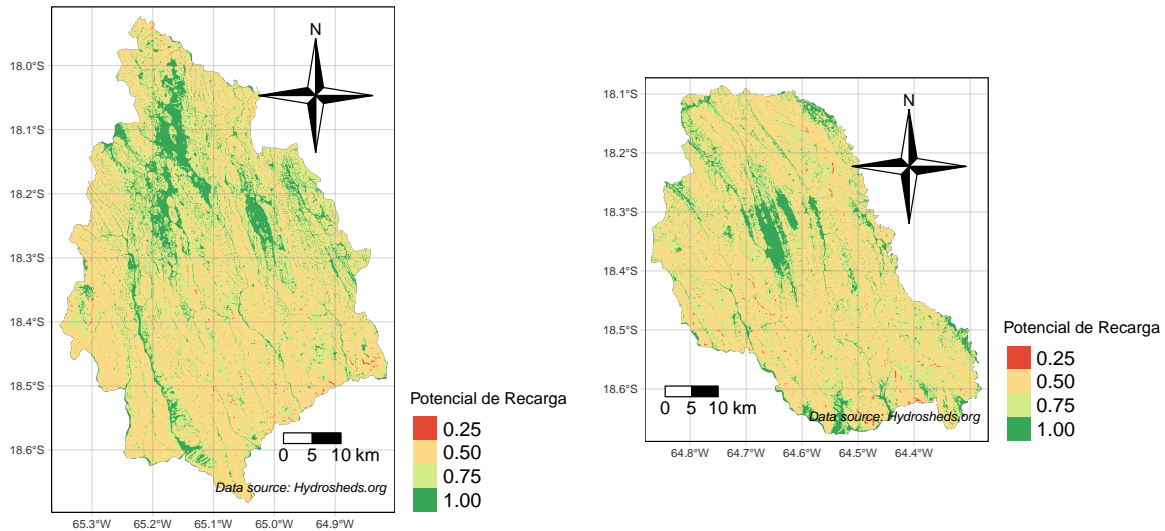 N
18.0°S
18.1°S
18.2°S
18.3°S
18.4°S
18.5°S
18.6°S
0 5 10 km
Data source: Hydrosheds.org
65.3°W 65.2°W 65.1°W 65.0°W 64.9°W
Potencial de Recarga
0.25
0.50
0.75
1.00
N
18.1°S
18.2°S
18.3°S
18.4°S
18.5°S
18.6°S
0 5 10 km
Data source: Hydrosheds.org
64.8°W 64.7°W 64.6°W 64.5°W 64.4°W
Potencial de Recarga
0.25
0.50
0.75
1.00